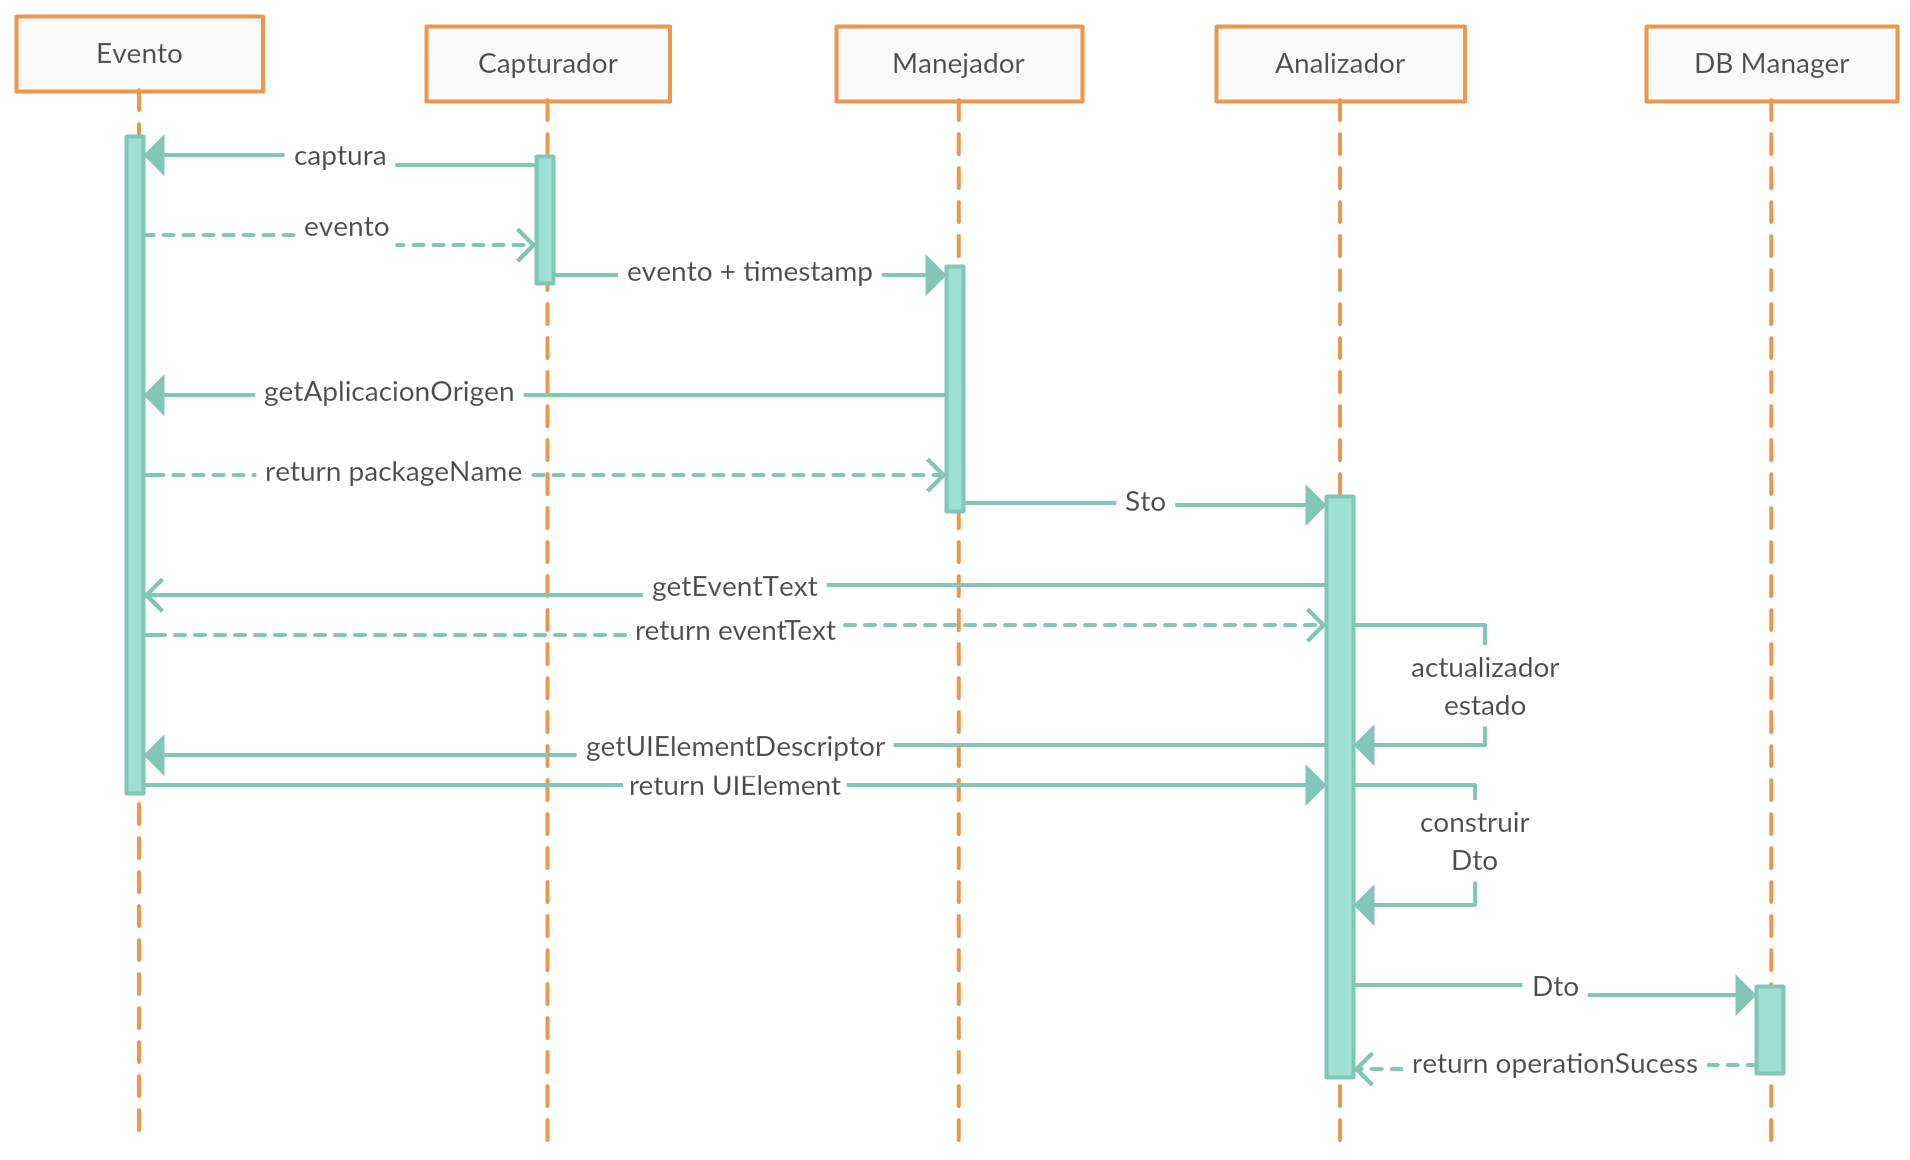 Evento
Capturador
Manejador
Analizador
DB Manager
captura
evento
evento + timestamp
getAplicacionOrigen
return packageName
Sto
getEventText
return eventText
actualizador
estado
getUIElementDescriptor
return UIElement
construir
Dto
Dto
return operationSucess